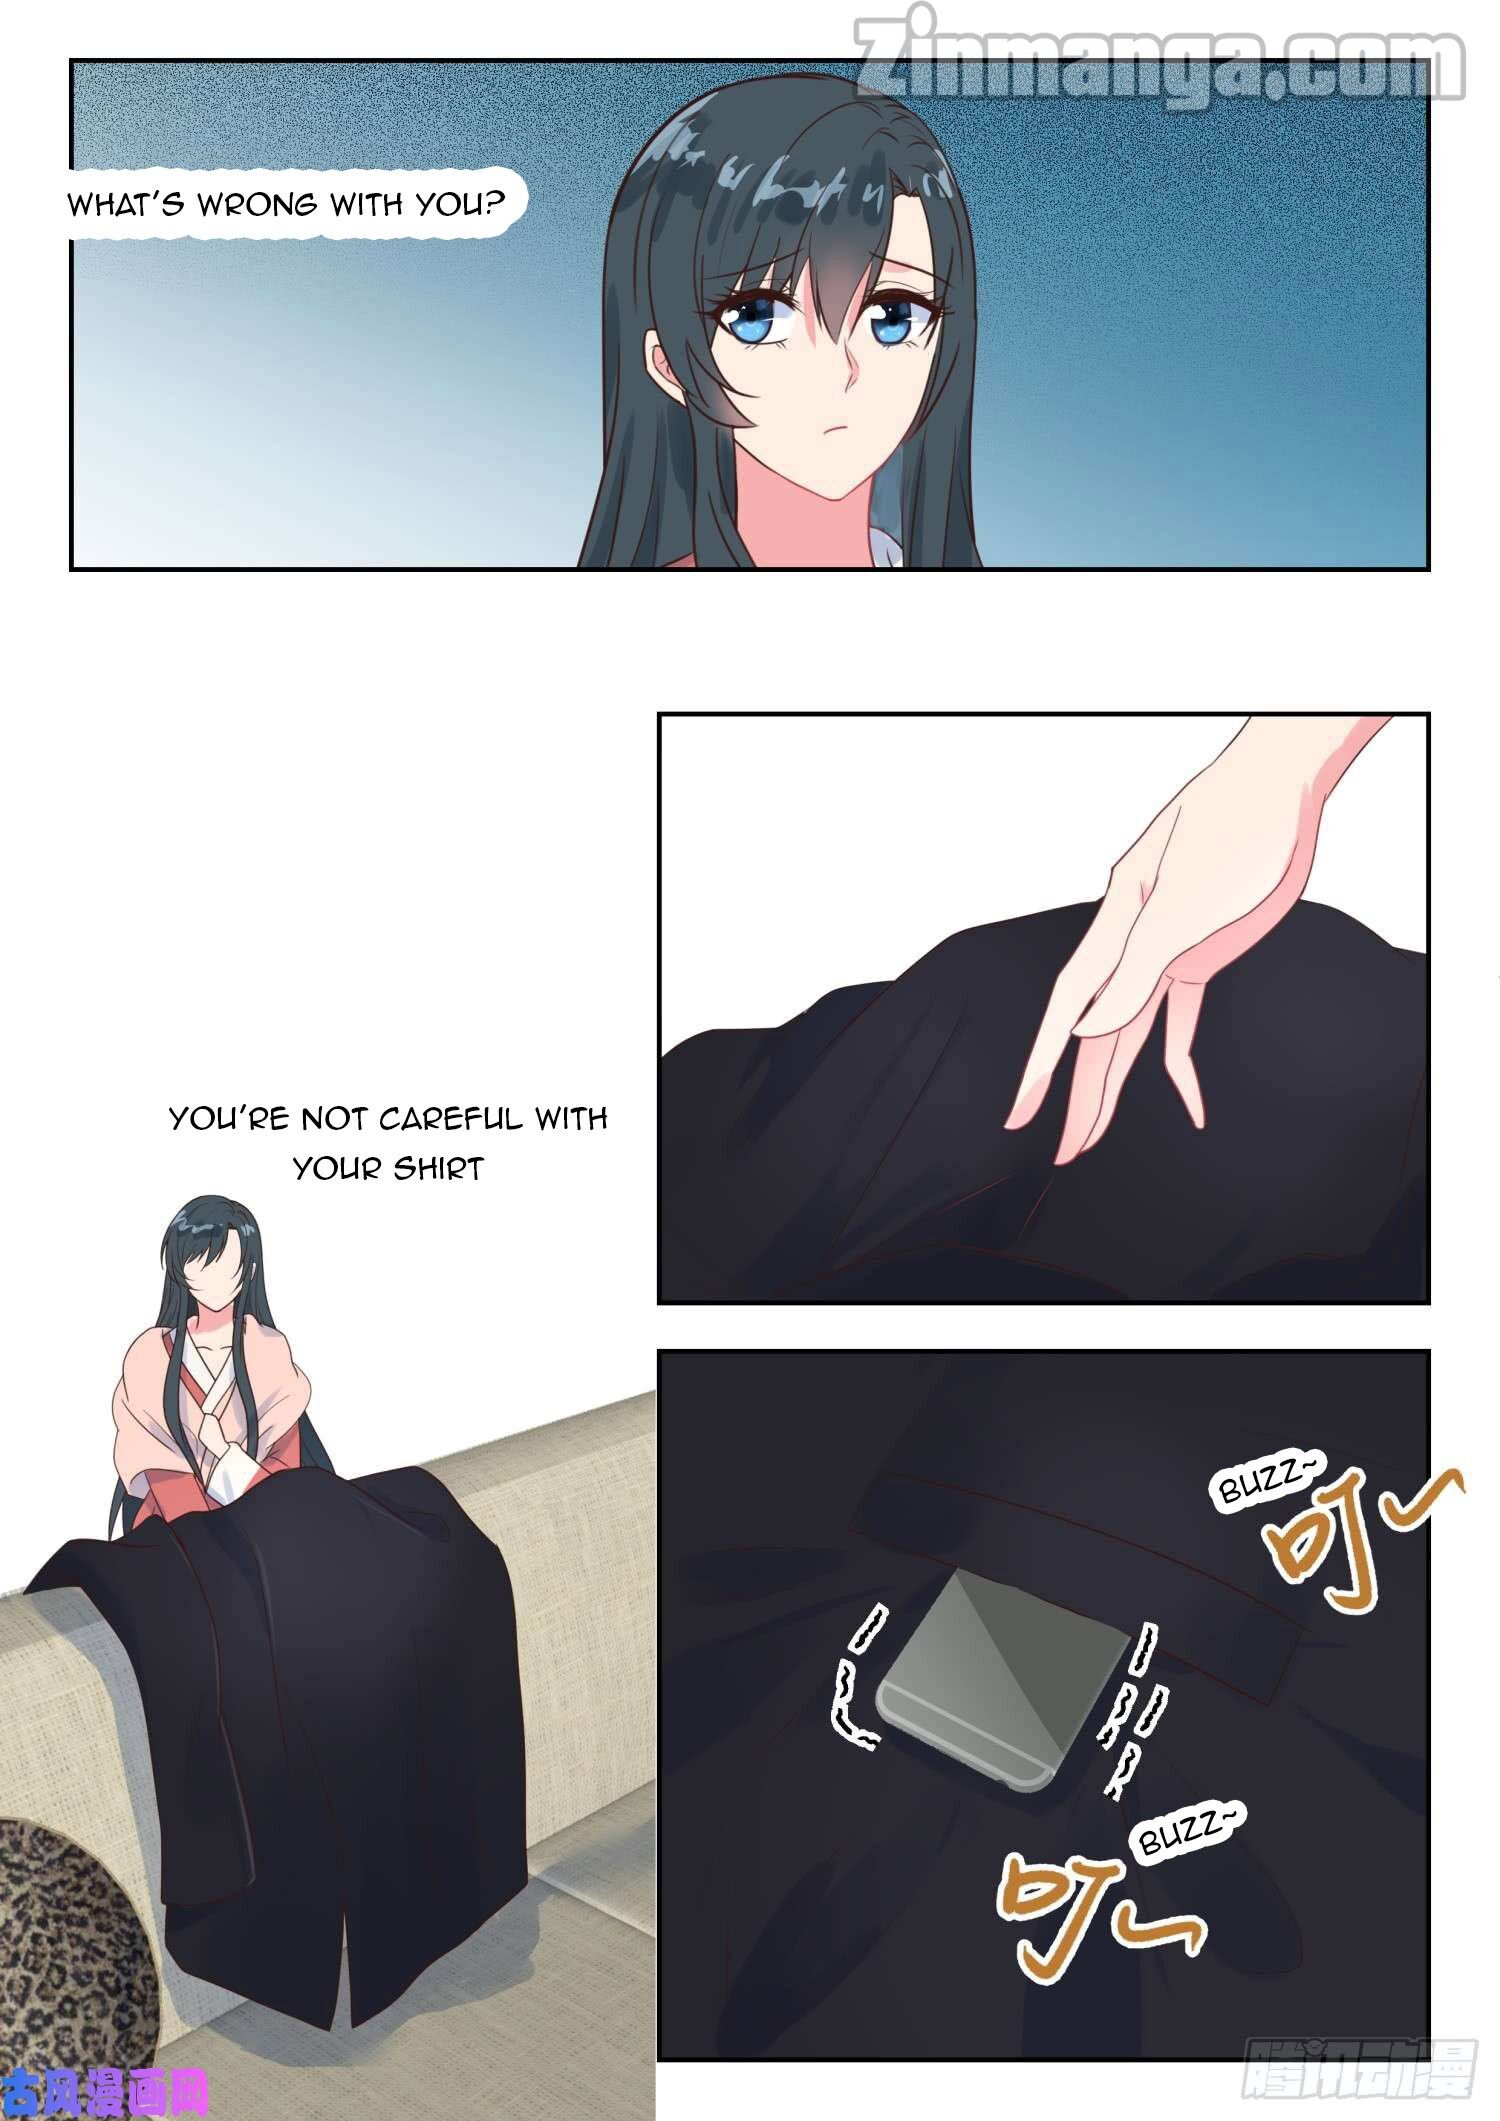 Zinmanga.com
WHAT'S WRONG WITH YOU?
YOU'RE NOT CAREFUL WITH
YOUR SHIRT
BUZZ~
叮~
BUZZ~
叮~
古风漫画网
腾讯动漫